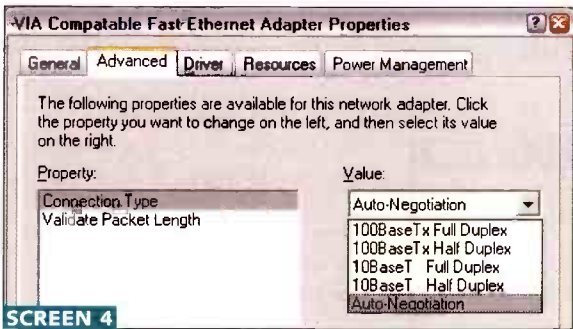 VIA Compatable Fast Ethernet Adapter Properties
General Advanced Driver Resources Power Management
The following properties are available for this network adapter. Click
the property you want to change on the left, and then select its value
on the right.
Property:
Value:
Connection Type
Validate Packet Length
Auto-Negotiation
100BaseTx Full Duplex
100BaseTx Half Duplex
10BaseT Full Duplex
10BaseT Half Duplex
Auto-Negotiation
SCREEN 4